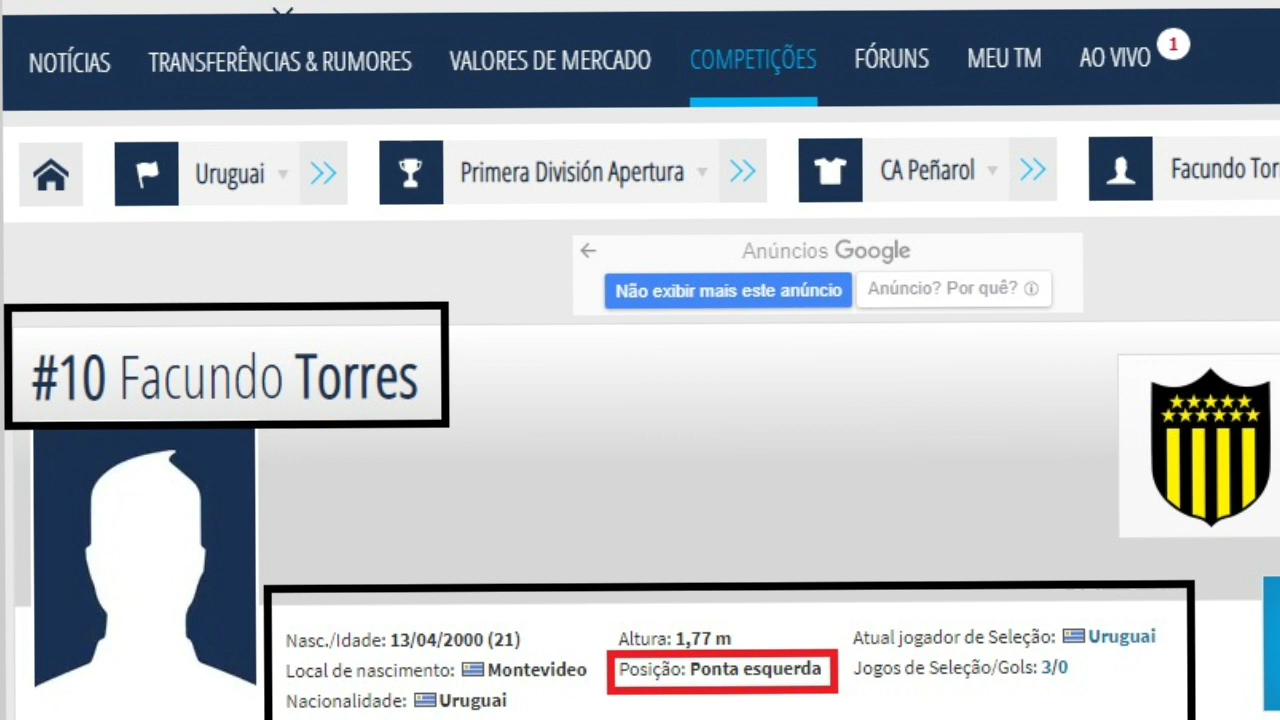 NOTÍCIAS TRANSFERÊNCIAS & RUMORES VALORES DE MERCADO COMPETIÇÕES FÓRUNS MEU TM AO VIVO 1
Uruguai Primera División Apertura CA Peñarol Facundo Tor
Anúncios Google
Não exibir mais este anúncio Anúncio? Por quê?
#10 Facundo Torres
Nasc./Idade: 13/04/2000 (21) Altura: 1,77 m Atual jogador de Seleção: Uruguai
Local de nascimento: Montevideo Posição: Ponta esquerda Jogos de Seleção/Gols: 3/0
Nacionalidade: Uruguai